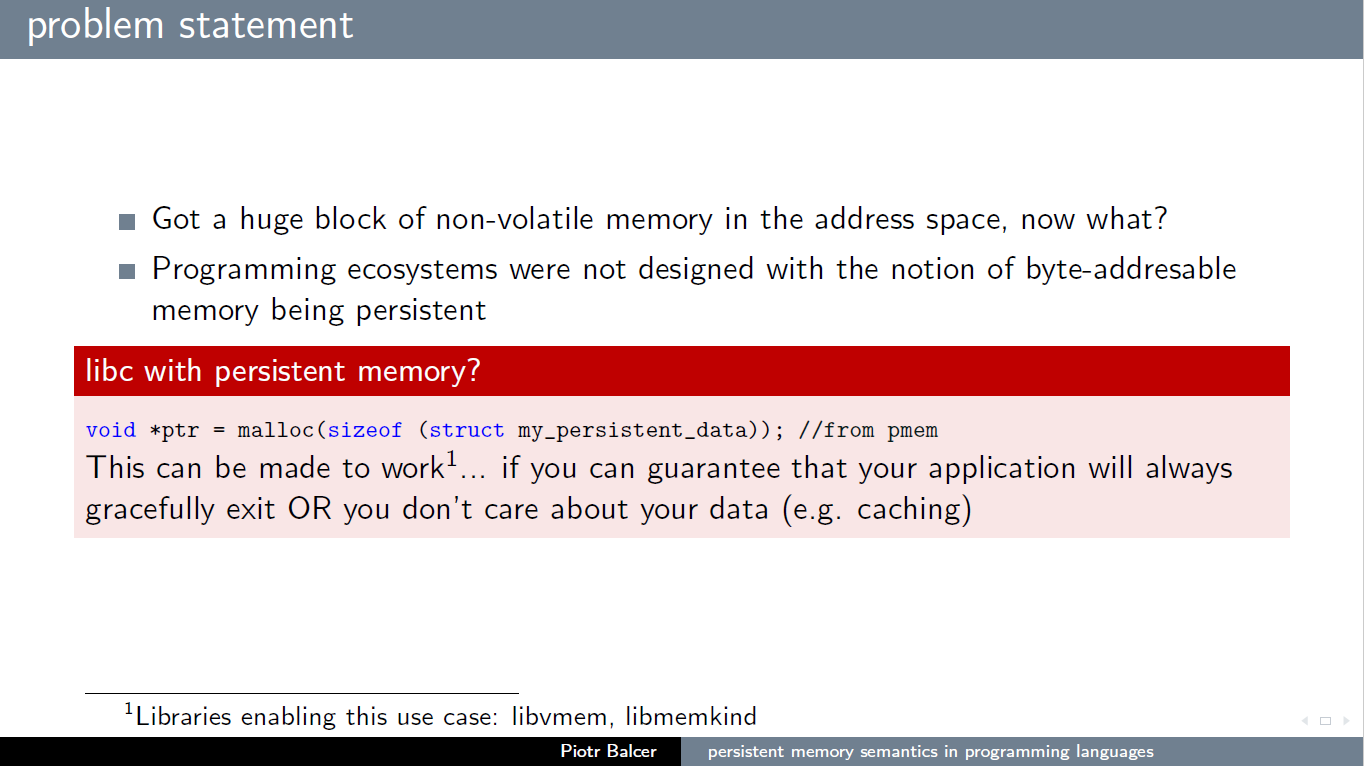 problem statement
Got a huge block of non-volatile memory in the address space, now what?
Programming ecosystems were not designed with the notion of byte-addresable
memory being persistent
libc with persistent memory?
void *ptr = malloc(sizeof (struct my_persistent_data)); //from pmem
This can be made to work¹... if you can guarantee that your application will always
gracefully exit OR you don't care about your data (e.g. caching)
¹Libraries enabling this use case: libvmem, libmemkind
Piotr Balcer
persistent memory semantics in programming languages